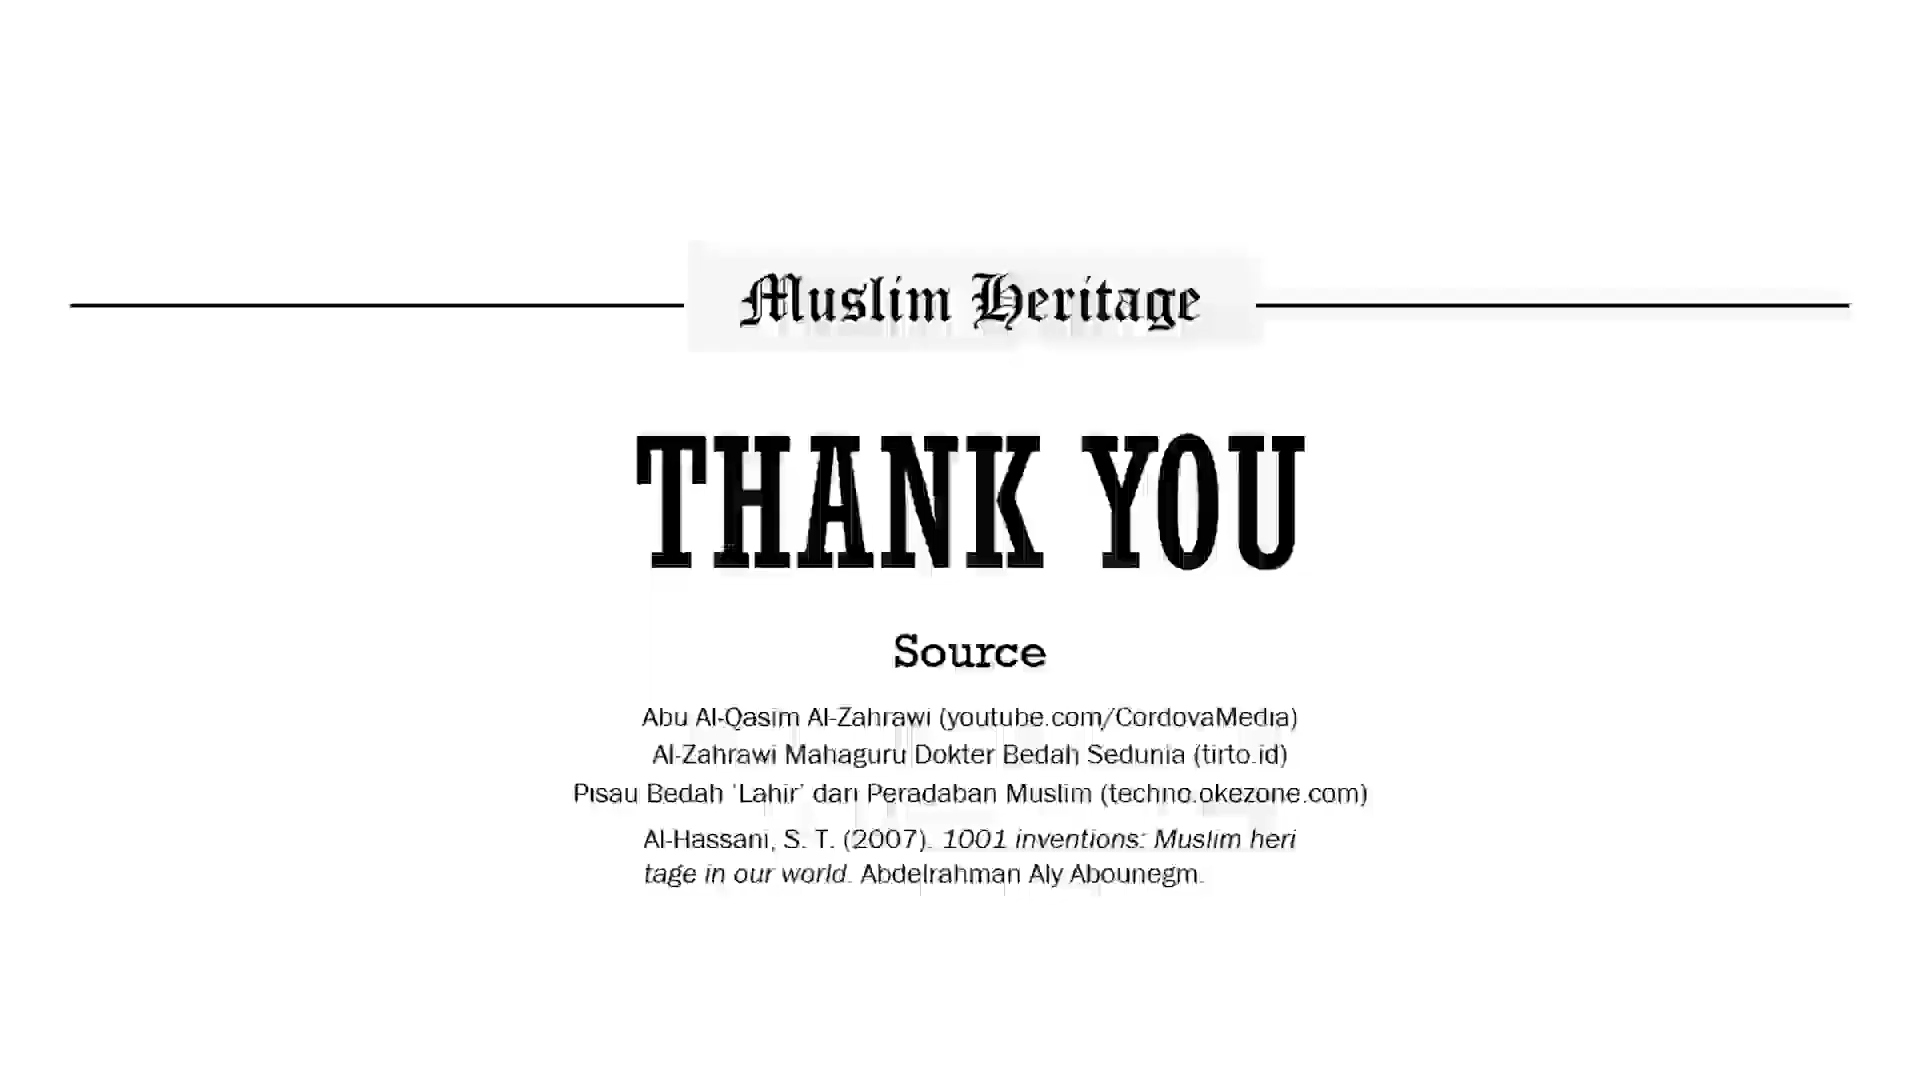 Muslim Heritage
THANK YOU
Source
Abu Al-Qasim Al-Zahrawi (youtube.com/CordovaMedia)
Al-Zahrawi Mahaguru Dokter Bedah Sedunia (tirto.id)
Pisau Bedah 'Lahir' dari Peradaban Muslim (techno.okezone.com)
Al-Hassani, S. T. (2007). 1001 inventions: Muslim heri
tage in our world. Abdelrahman Aly Abounegm.